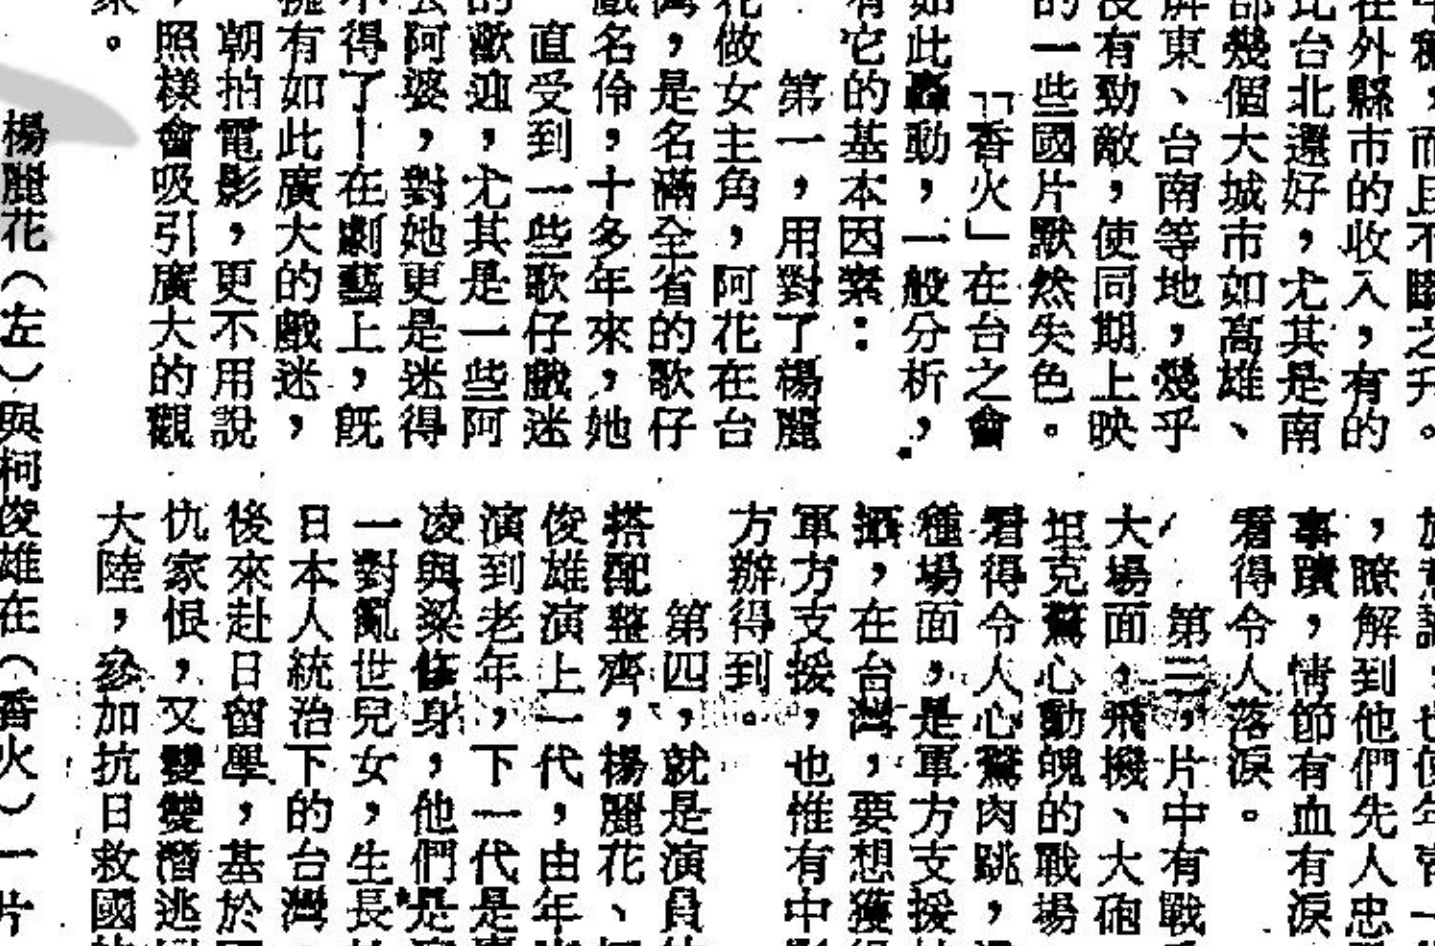 在外縣市的收入，有的
比台北還好，尤其是南
部幾個大城市如高雄、
屏東、台南等地，幾乎
沒有勁敵，使同期上映
的一些國片默然失色。
「香火」在台之會
如此轟動，一般分析，
有它的基本因素：
第一，用對了楊麗
花做女主角，阿花在台
灣，是名滿全省的歌仔
戲名伶，十多年來，她
直受到一些歌仔戲迷
的歡迎，尤其是一些阿
阿婆，對她更是迷得
不得了！在劇藝上，既
擁有如此廣大的戲迷，
朝拍電影，更不用說
，照樣會吸引廣大的觀
眾。
，瞭解到他們先人忠
事蹟，情節有血有淚
看得令人落淚。
第三，片中有戰
大場面，飛機、大砲
坦克驚心動魄的戰場
看得令人心驚肉跳，
種場面，是軍方支援
攝，在台灣，要想獲
軍方支援，也惟有中
方辦得到。
第四，就是演員
搭配整齊，楊麗花、
俊雄演上一代，由年
演到老年，下一代是
凌與梁修身，他們是
一對亂世兒女，生長
日本人統治下的台灣
後來赴日留學，基於
仇家恨，又雙雙潛逃
大陸，參加抗日救國
楊麗花（左）與柯俊雄在（香火）一片